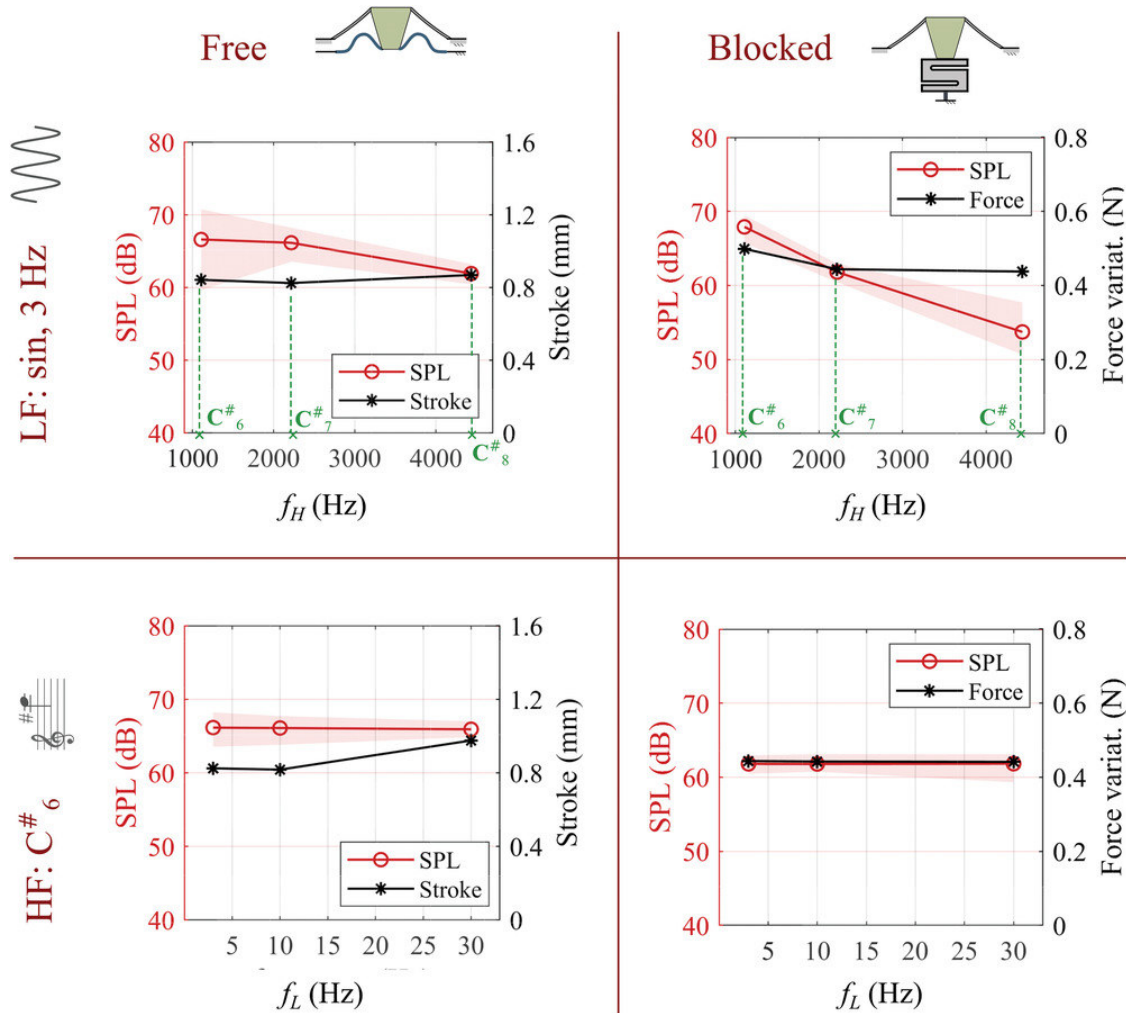 Free
Blocked
LF: sin, 3 Hz
80
70
60
50
40
SPL (dB)
1.6
1.2
0.8
0.4
0
Stroke (mm)
SPL
Stroke
C#6
C#7
C#8
1000
2000
3000
4000
fH (Hz)
80
70
60
50
40
SPL (dB)
0.8
0.6
0.4
0.2
0
Force variat. (N)
SPL
Force
C#6
C#7
C#8
1000
2000
3000
4000
fH (Hz)
HF: C#6
#
80
70
60
50
40
SPL (dB)
1.6
1.2
0.8
0.4
0
Stroke (mm)
SPL
Stroke
5
10
15
20
25
30
fL (Hz)
80
70
60
50
40
SPL (dB)
0.8
0.6
0.4
0.2
0
Force variat. (N)
SPL
Force
5
10
15
20
25
30
fL (Hz)